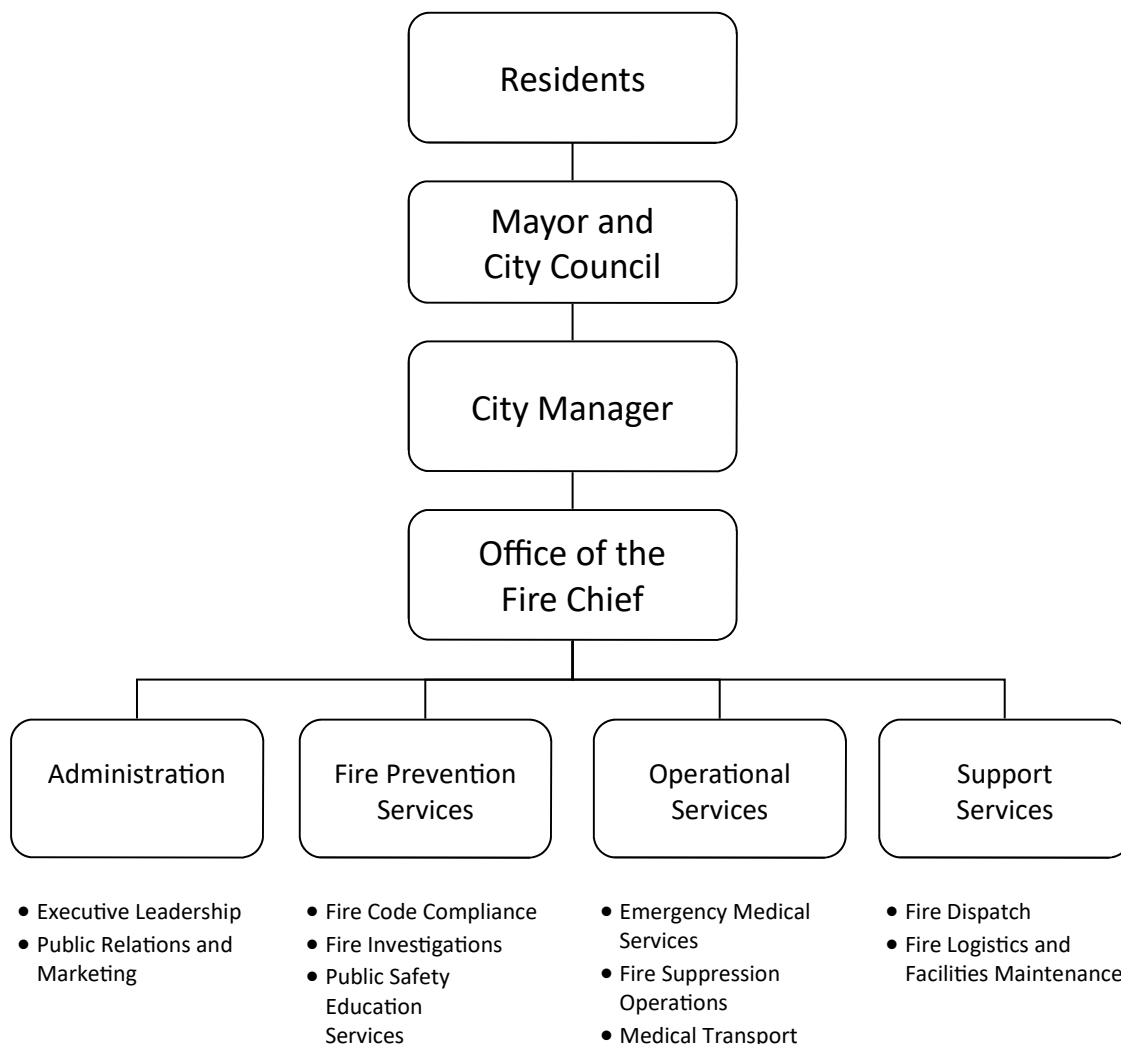 Residents
Mayor and
City Council
City Manager
Office of the
Fire Chief
Administration
Fire Prevention
Services
Operational
Services
Support
Services
• Executive Leadership
• Public Relations and
Marketing
• Fire Code Compliance
• Fire Investigations
• Public Safety
Education
Services
• Emergency Medical
Services
• Fire Suppression
Operations
• Medical Transport
• Fire Dispatch
• Fire Logistics and
Facilities Maintenance